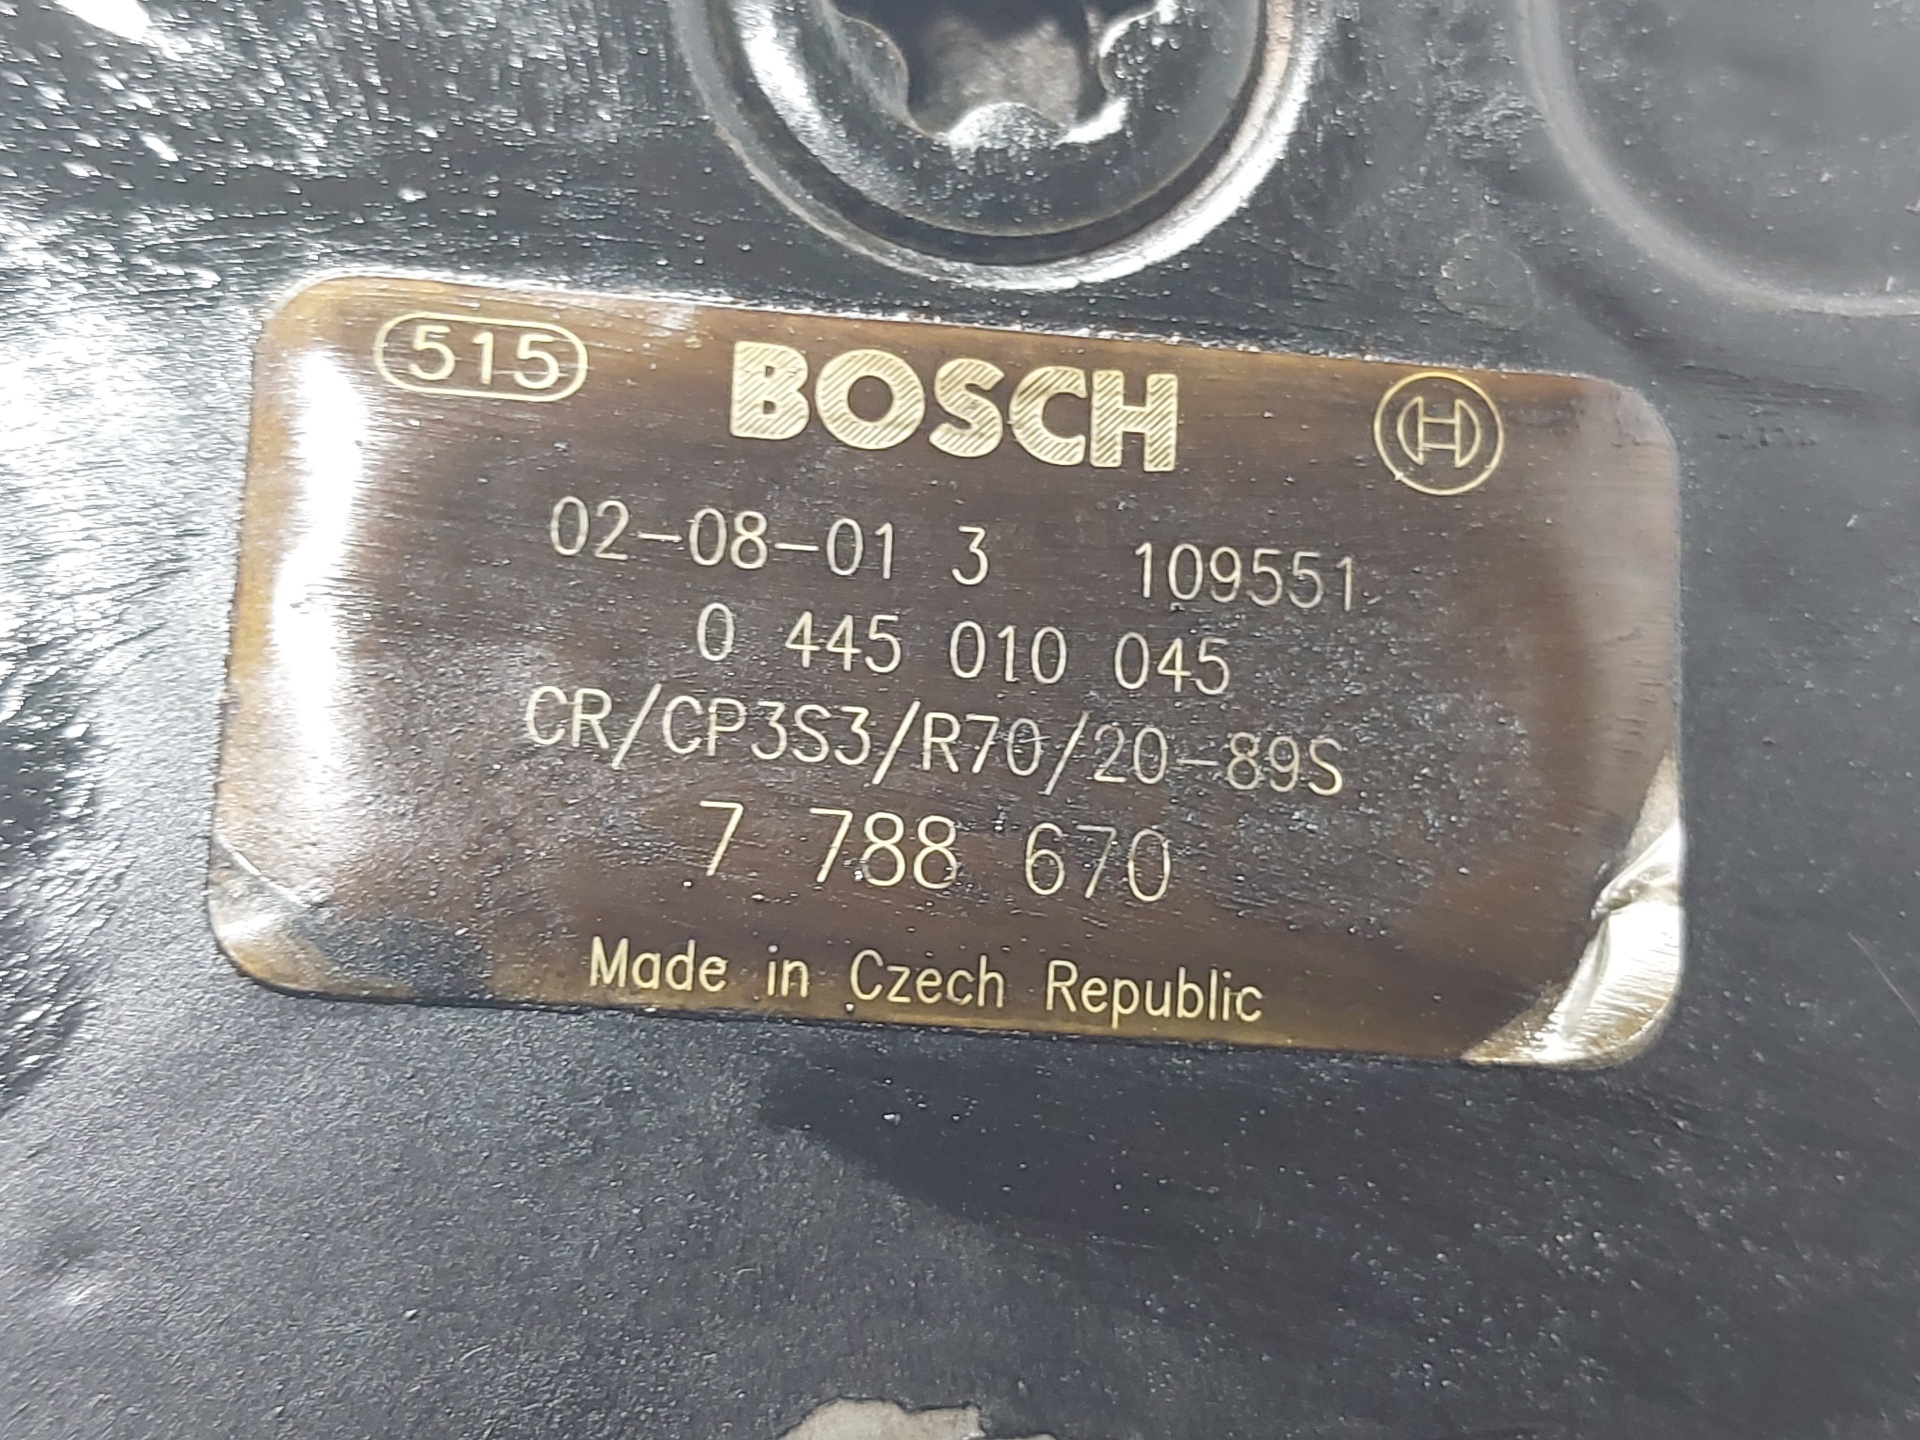 515 BOSCH
02-08-01 3 109551
0 445 010 045
CR/CP3S3/R70/20-89S
7 788 670
Made in Czech Republic